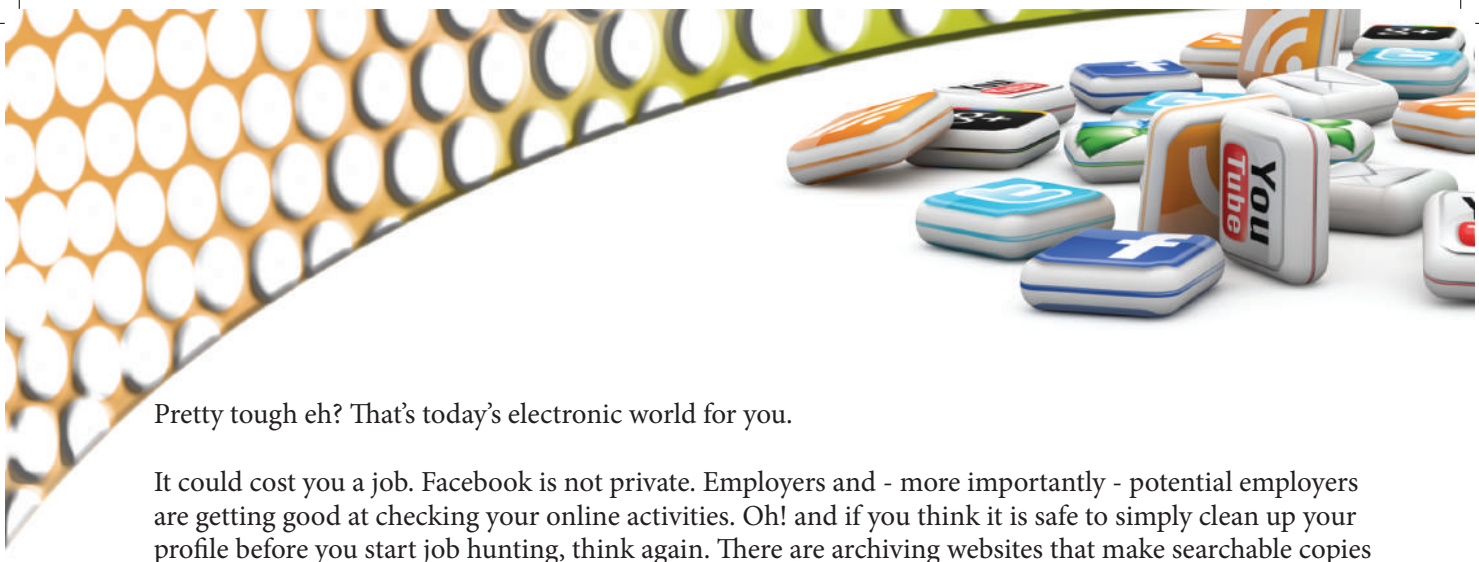 You
Tube
g+
You
Tube
f
f
Pretty tough eh? That's today's electronic world for you.
It could cost you a job. Facebook is not private. Employers and - more importantly - potential employers
are getting good at checking your online activities. Oh! and if you think it is safe to simply clean up your
profile before you start job hunting, think again. There are archiving websites that make searchable copies